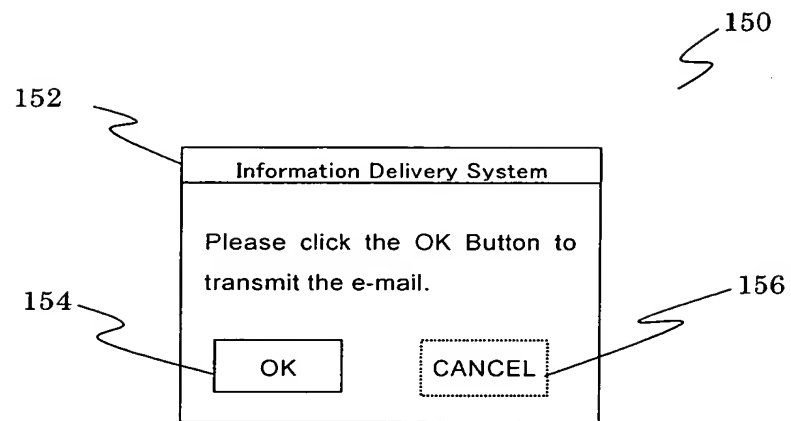 150
152
Information Delivery System
Please click the OK Button to
transmit the e-mail.
154
156
OK
CANCEL